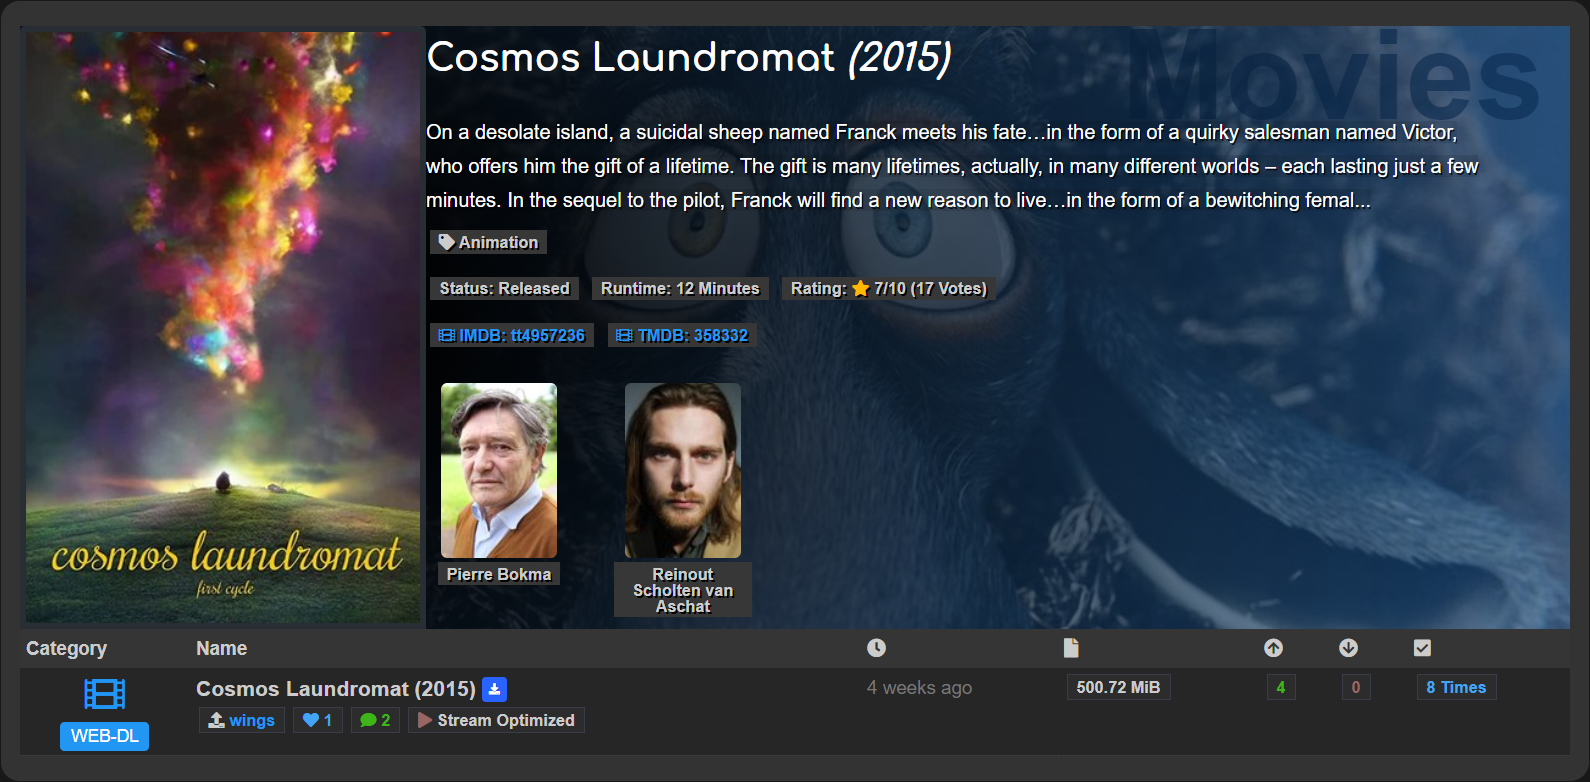 Movies
Cosmos Laundromat (2015)
On a desolate island, a suicidal sheep named Franck meets his fate…in the form of a quirky salesman named Victor,
who offers him the gift of a lifetime. The gift is many lifetimes, actually, in many different worlds – each lasting just a few
minutes. In the sequel to the pilot, Franck will find a new reason to live…in the form of a bewitching femal...
Animation
Status: Released Runtime: 12 Minutes Rating: 7/10 (17 Votes)
IMDB: tt4957236 TMDB: 358332
cosmos laundromat
first cycle
Pierre Bokma
Reinout
Scholten van
Aschat
Category Name
Cosmos Laundromat (2015) 4 weeks ago 500.72 MiB 4 0 8 Times
WEB-DL wings 1 2 Stream Optimized